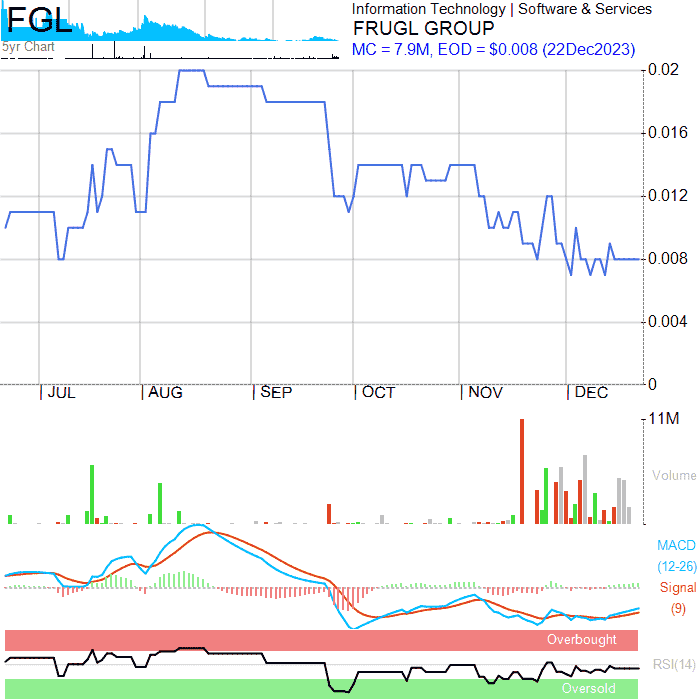 FGL
5yr Chart
Information Technology | Software & Services
FRUGL GROUP
MC = 7.9M, EOD = $0.008 (22Dec2023)
0.02
0.016
0.012
0.008
0.004
0
JUL AUG SEP OCT NOV DEC
11M
Volume
MACD
(12-26)
Signal
(9)
Overbought
RSI(14)
Oversold